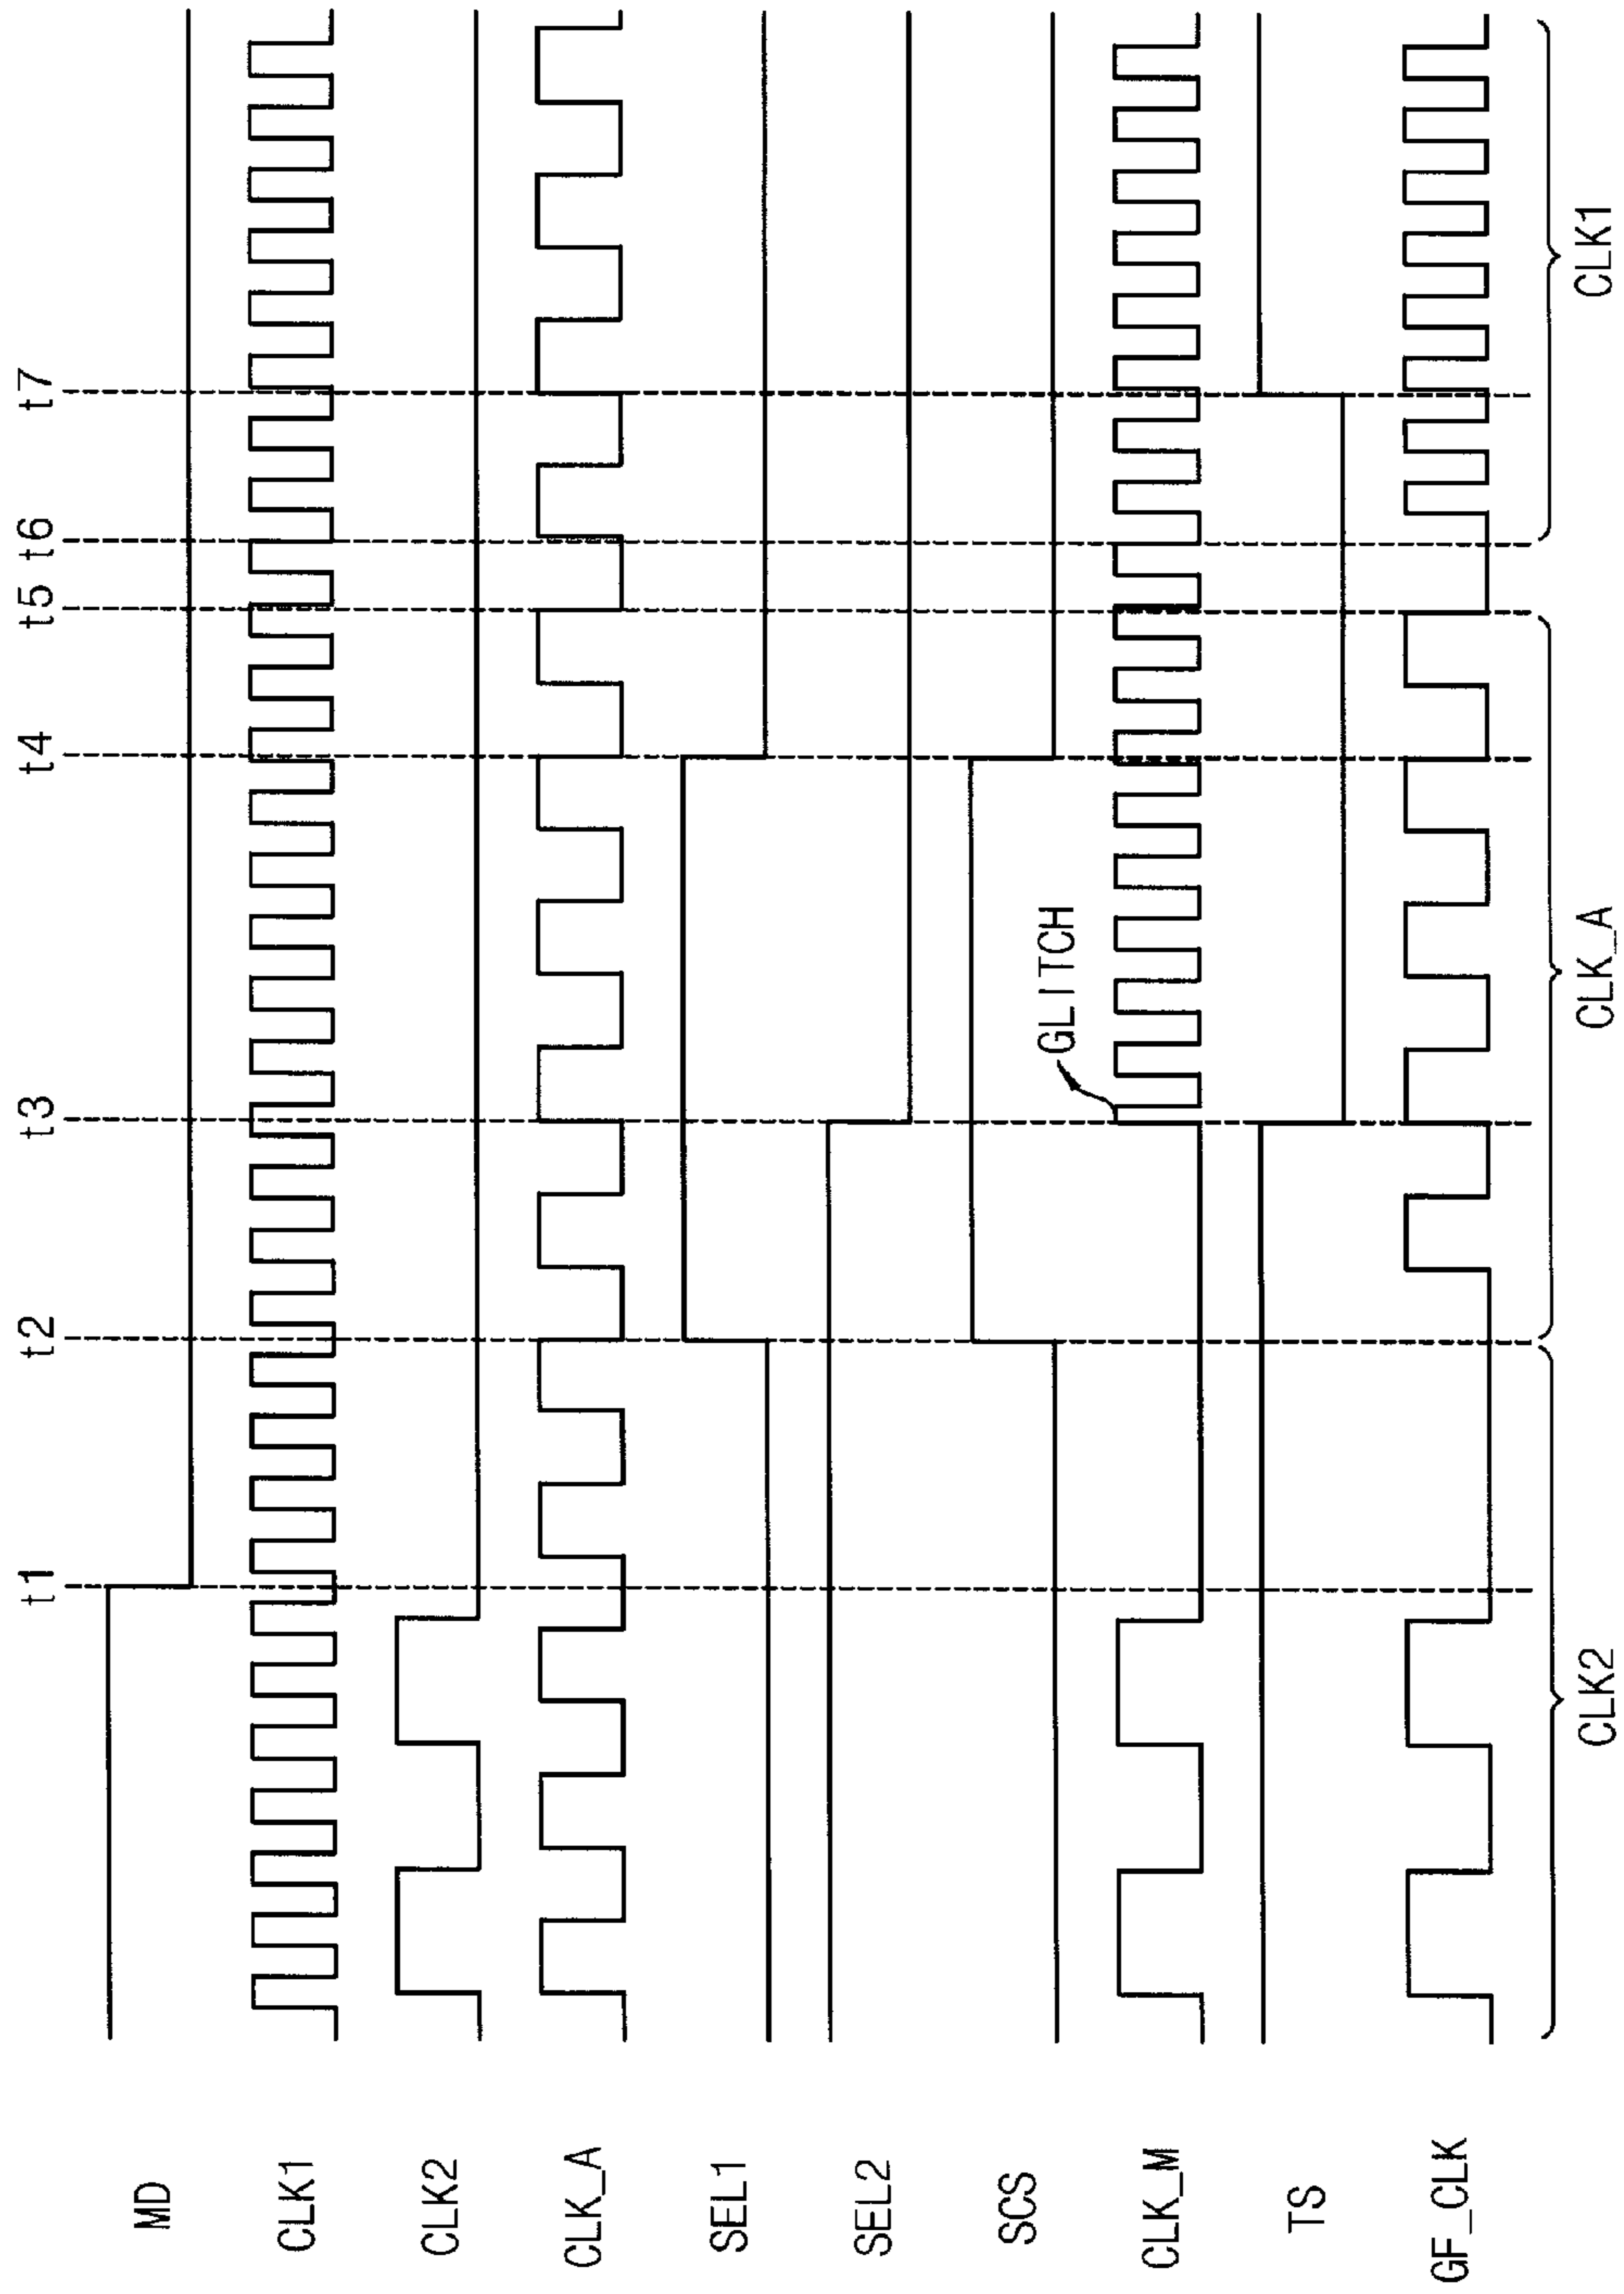 t1 t2 t3 t4 t5 t6 t7
MD
CLK1
CLK2
CLK_A
SEL1
SEL2
SCS
GLITCH
CLK_M
TS
GF_CLK
CLK2 CLK_A CLK1